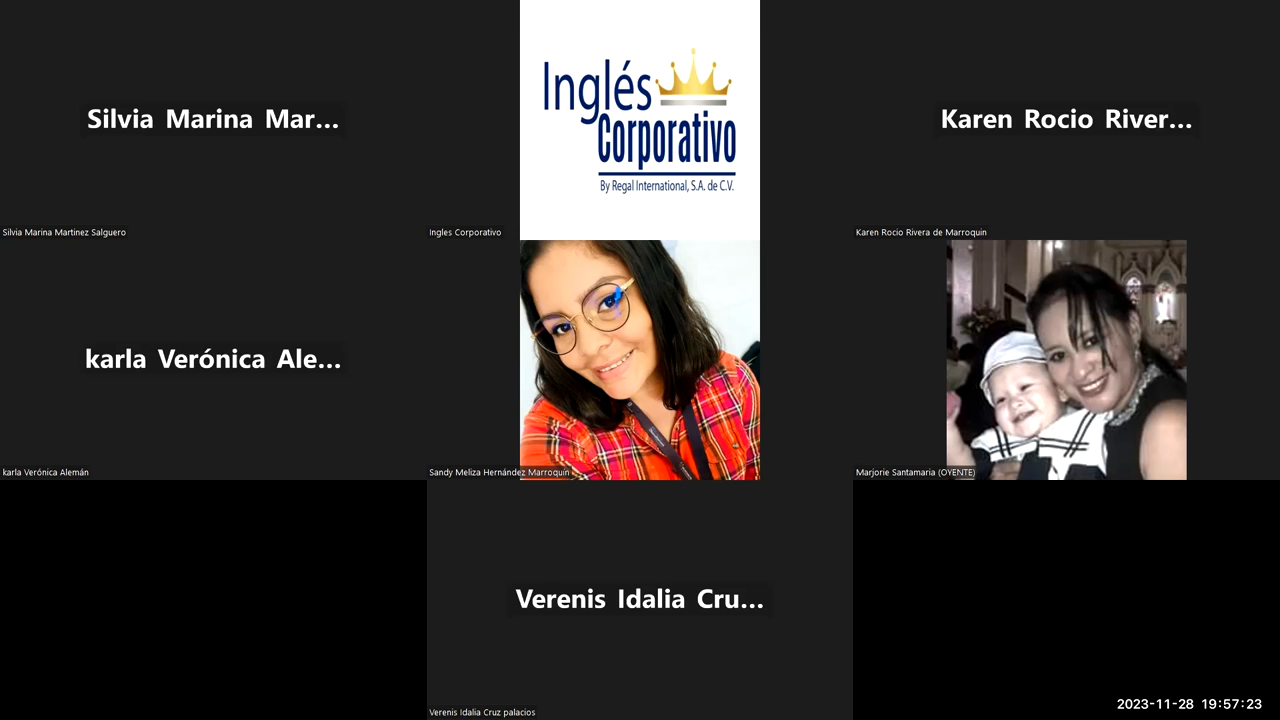 Silvia Marina Mar...
Silvia Marina Martinez Salguero
Inglés
Corporativo
By Regal International, S.A. de C.V.
Ingles Corporativo
Karen Rocio River...
Karen Rocio Rivera de Marroquin
karla Verónica Ale...
karla Verónica Alemán
Sandy Meliza Hernández Marroquín
Marjorie Santamaria (OYENTE)
Verenis Idalia Cru...
Verenis Idalia Cruz palacios
2023-11-28 19:57:23